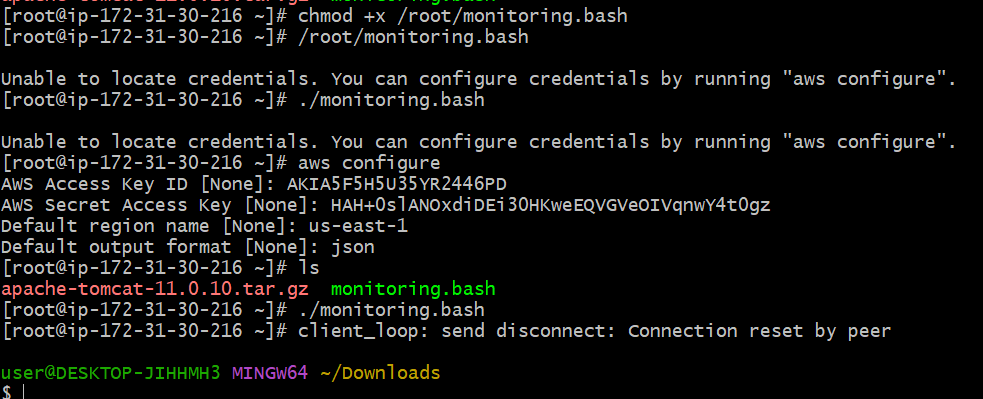 [root@ip-172-31-30-216 ~]# chmod +x /root/monitoring.bash
[root@ip-172-31-30-216 ~]# /root/monitoring.bash
Unable to locate credentials. You can configure credentials by running "aws configure".
[root@ip-172-31-30-216 ~]# ./monitoring.bash
Unable to locate credentials. You can configure credentials by running "aws configure".
[root@ip-172-31-30-216 ~]# aws configure
AWS Access Key ID [None]: AKIA5F5H5U35YR2446PD
AWS Secret Access Key [None]: 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
Default region name [None]: us-east-1
Default output format [None]: json
[root@ip-172-31-30-216 ~]# ls
apache-tomcat-11.0.10.tar.gz  monitoring.bash
[root@ip-172-31-30-216 ~]# ./monitoring.bash
[root@ip-172-31-30-216 ~]# client_loop: send disconnect: Connection reset by peer
user@DESKTOP-JIHHMH3 MINGW64 ~/Downloads
$